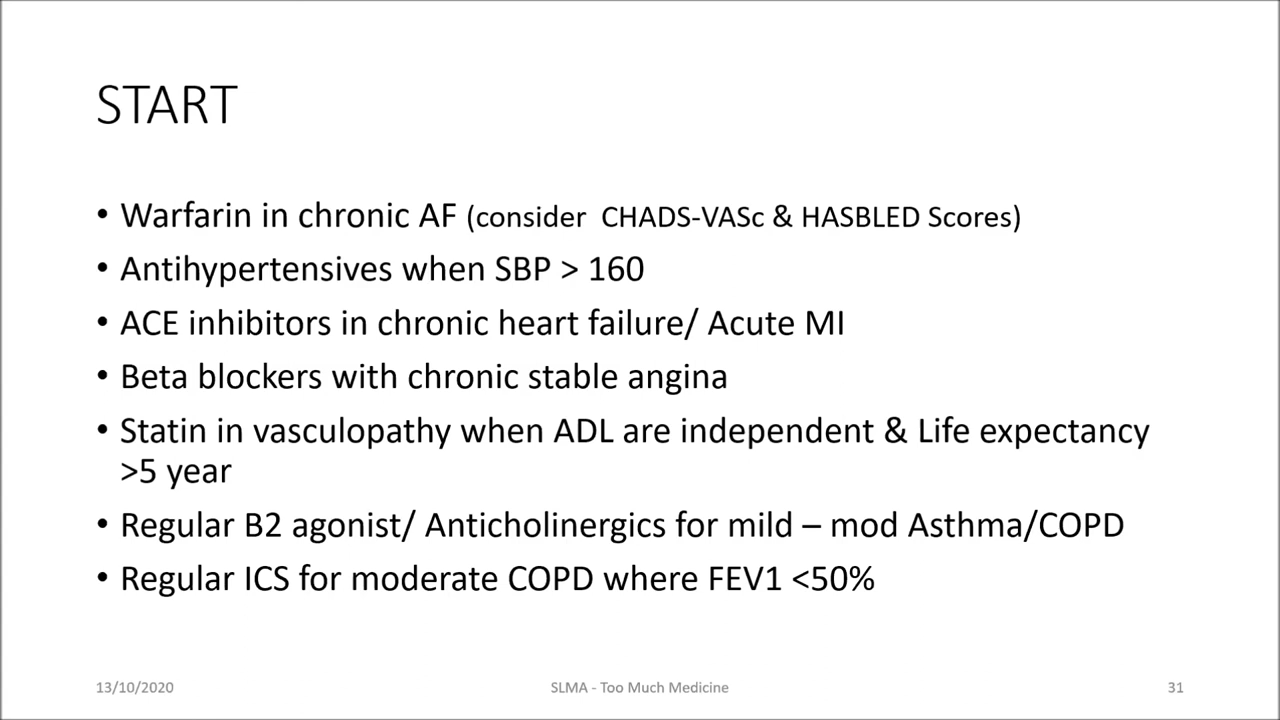 START
• Warfarin in chronic AF (consider CHADS-VASc & HASBLED Scores)
• Antihypertensives when SBP > 160
• ACE inhibitors in chronic heart failure/ Acute MI
• Beta blockers with chronic stable angina
• Statin in vasculopathy when ADL are independent & Life expectancy
>5 year
• Regular B2 agonist/ Anticholinergics for mild – mod Asthma/COPD
• Regular ICS for moderate COPD where FEV1 <50%
13/10/2020
SLMA - Too Much Medicine
31